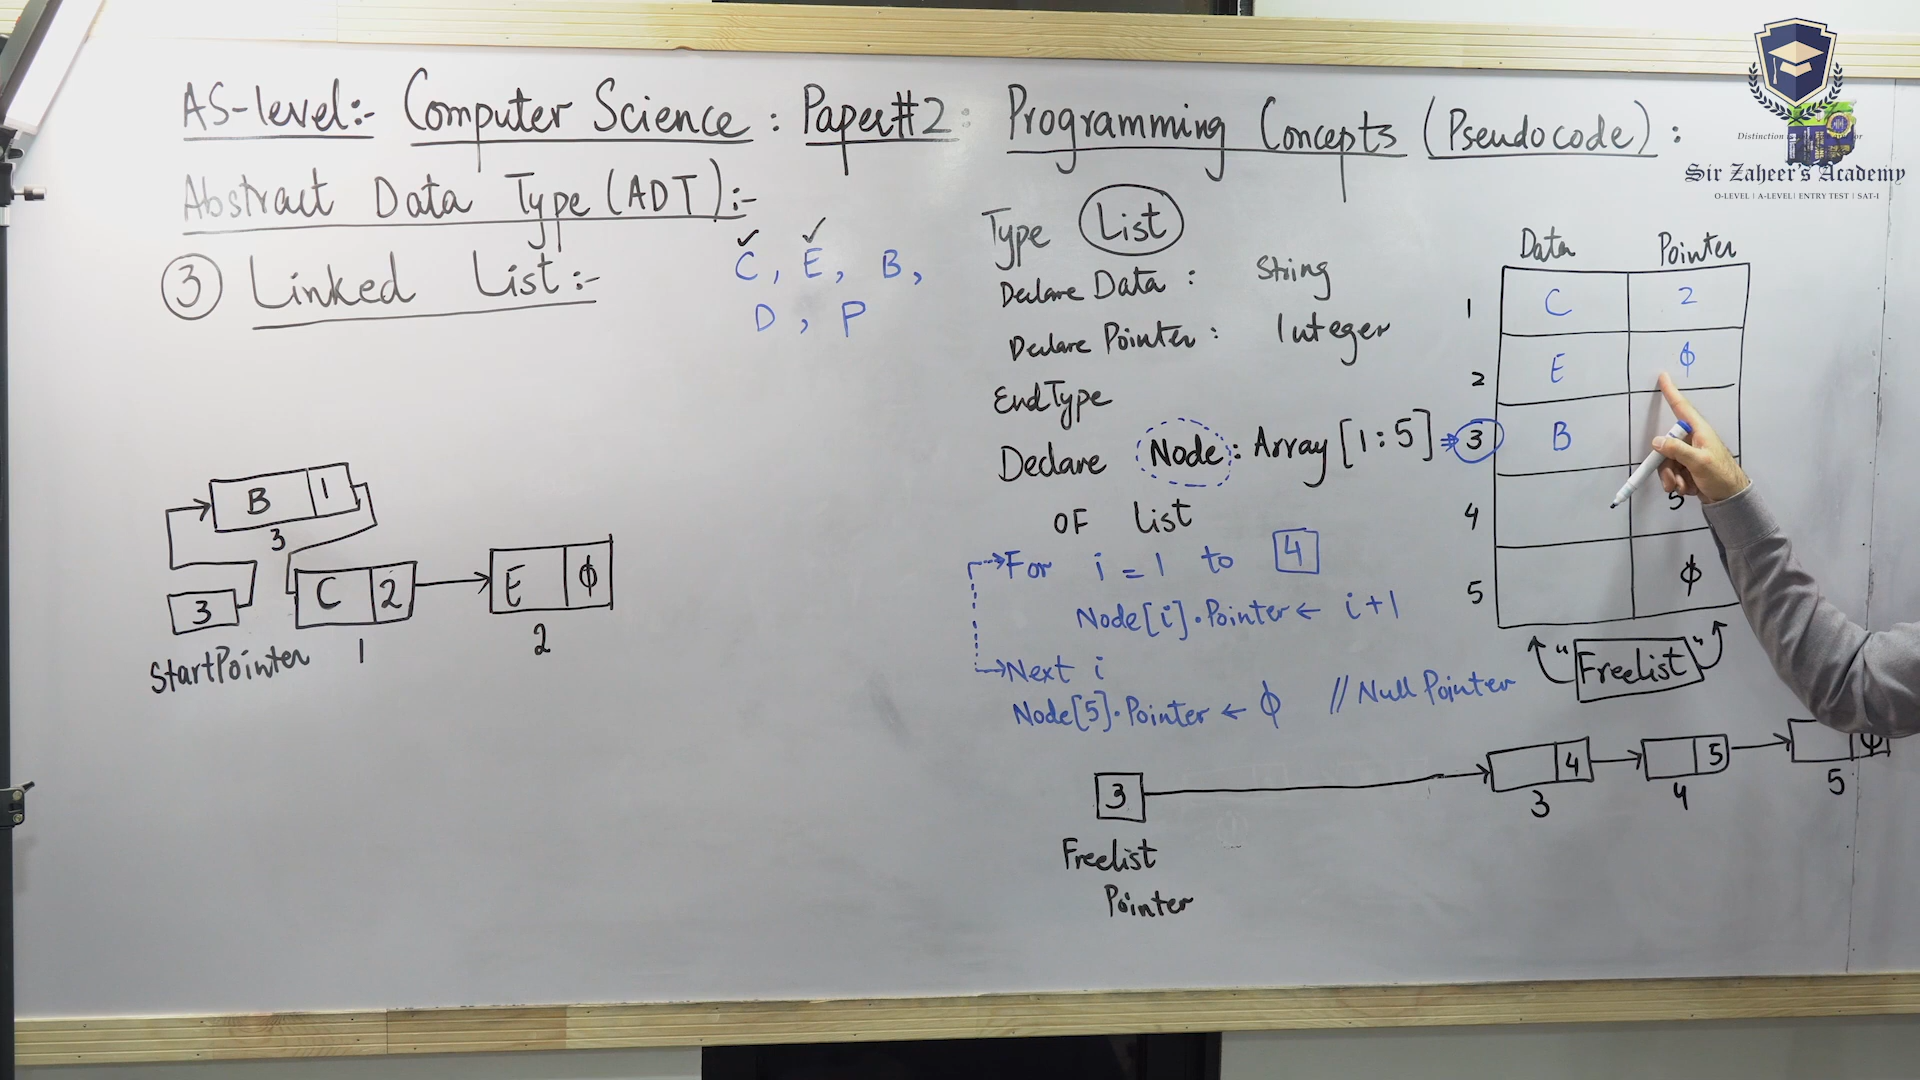 AS-level:- Computer Science : Paper#2 : Programming Concepts (Pseudocode) :
Abstract Data Type (ADT) :-
③ Linked List :-
C, E, B,
D, P
B 1
3
3
StartPointer
C 2
1
E ϕ
2
Type List
Declare Data : String
Declare Pointer : Integer
EndType
Declare Node : Array [1 : 5]
OF List
For i = 1 to 4
Node[i].Pointer ← i+1
Next i
Node[5].Pointer ← ϕ // Null Pointer
Data Pointer
1 C 2
2 E ϕ
3 B
4 5
5 ϕ
"Freelist"
3
Freelist
Pointer
4
3
5
4
ϕ
5
Distinction
Sir Zaheer's Academy
O-LEVEL | A-LEVEL | ENTRY TEST | SAT-I